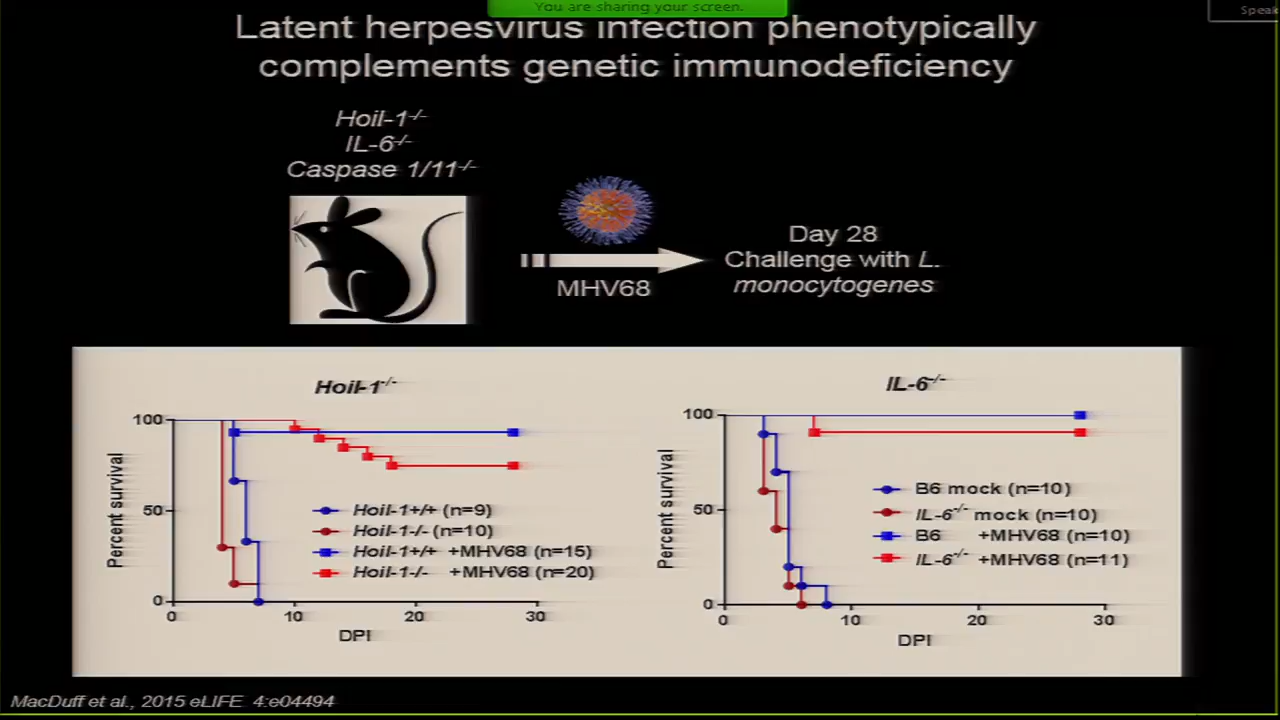 You are sharing your screen.
Speak
Latent herpesvirus infection phenotypically
complements genetic immunodeficiency
Hoil-1-/-
IL-6-/-
Caspase 1/11-/-
MHV68
Day 28
Challenge with L.
monocytogenes
Hoil-1-/-
Percent survival
100
50
0
0 10 20 30
DPI
Hoil-1+/+ (n=9)
Hoil-1-/- (n=10)
Hoil-1+/+ +MHV68 (n=15)
Hoil-1-/- +MHV68 (n=20)
IL-6-/-
Percent survival
100
50
0
0 10 20 30
DPI
B6 mock (n=10)
IL-6-/- mock (n=10)
B6 +MHV68 (n=10)
IL-6-/- +MHV68 (n=11)
MacDuff et al., 2015 eLIFE 4:e04494